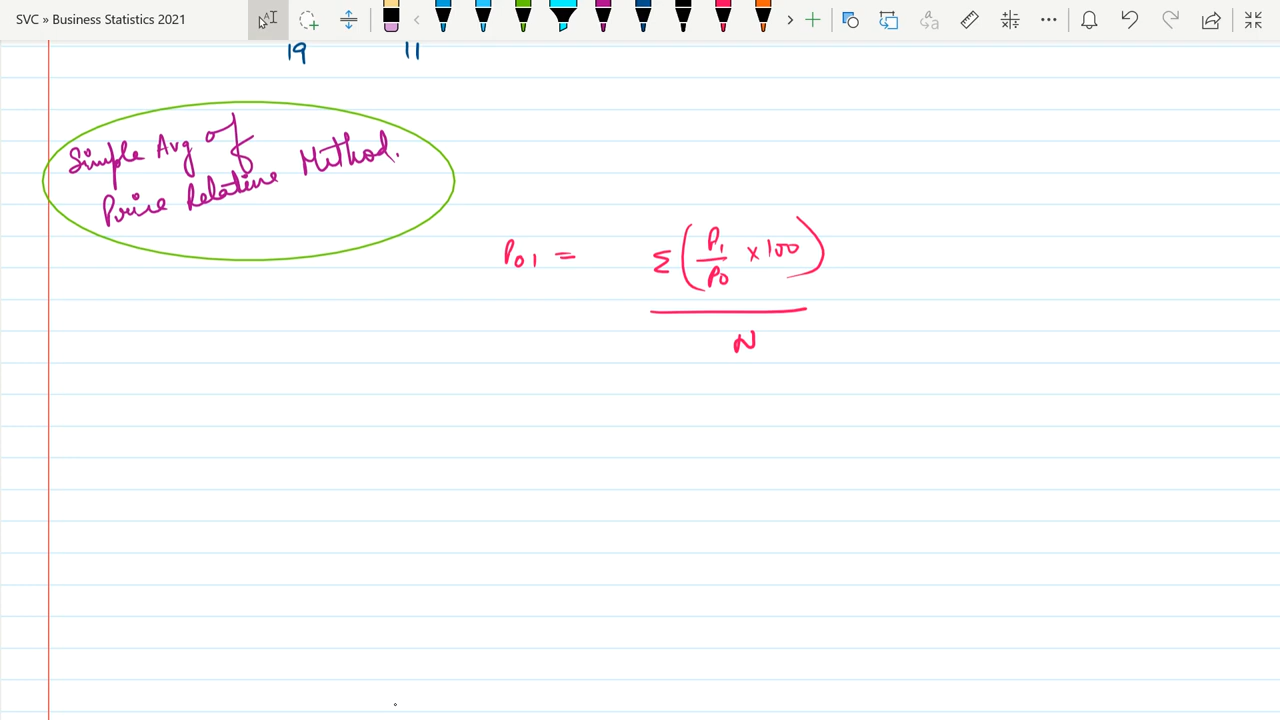 SVC » Business Statistics 2021
19 11
Simple Avg of
Price Relative Method.
P01 = Σ(P1/P0 × 100)
N